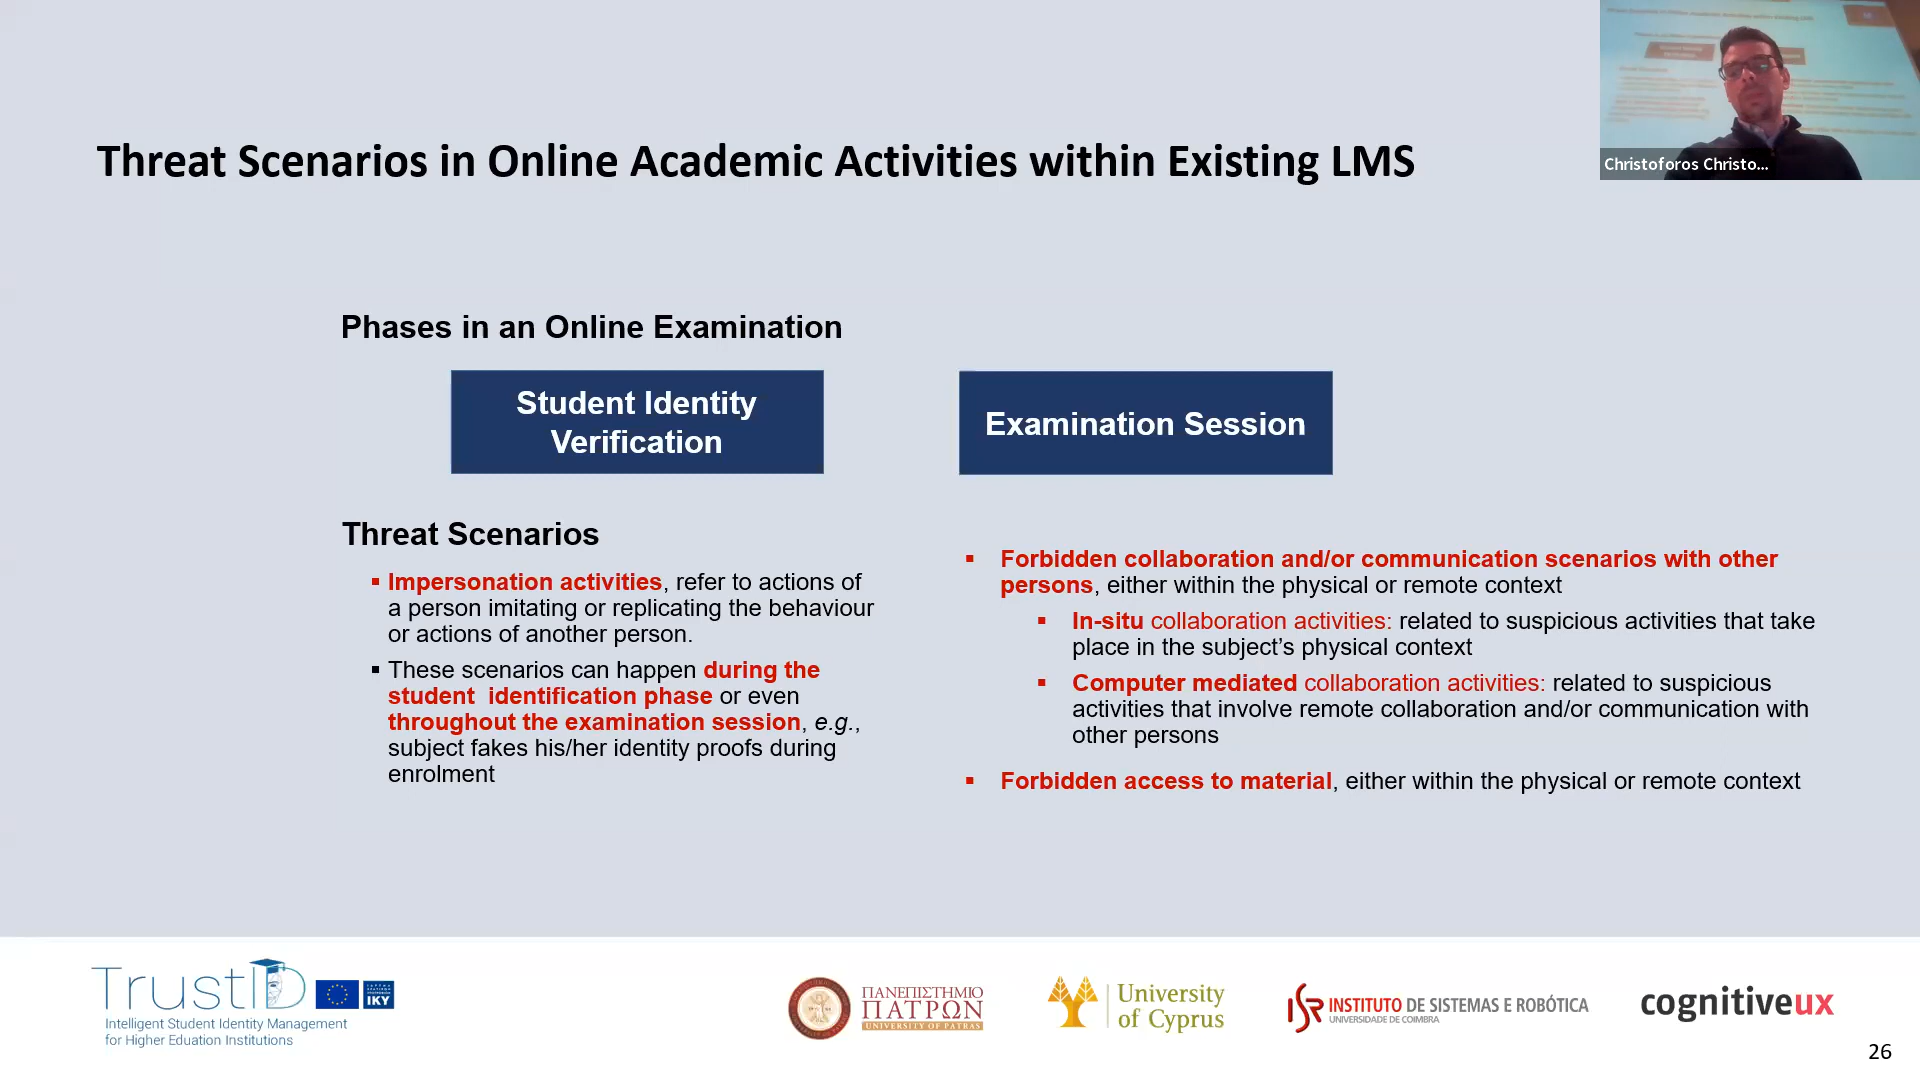 Christoforos Christo...
Threat Scenarios in Online Academic Activities within Existing LMS
Phases in an Online Examination
Student Identity
Verification
Examination Session
Threat Scenarios
▪ Impersonation activities, refer to actions of
a person imitating or replicating the behaviour
or actions of another person.
▪ These scenarios can happen during the
student identification phase or even
throughout the examination session, e.g.,
subject fakes his/her identity proofs during
enrolment
▪ Forbidden collaboration and/or communication scenarios with other
persons, either within the physical or remote context
▪ In-situ collaboration activities: related to suspicious activities that take
place in the subject’s physical context
▪ Computer mediated collaboration activities: related to suspicious
activities that involve remote collaboration and/or communication with
other persons
▪ Forbidden access to material, either within the physical or remote context
TrustID
IKY
Intelligent Student Identity Management
for Higher Eduation Institutions
ΠΑΝΕΠΙΣΤΗΜΙΟ
ΠΑΤΡΩΝ
UNIVERSITY OF PATRAS
University
of Cyprus
ISR INSTITUTO DE SISTEMAS E ROBÓTICA
UNIVERSIDADE DE COIMBRA
cognitiveux
26